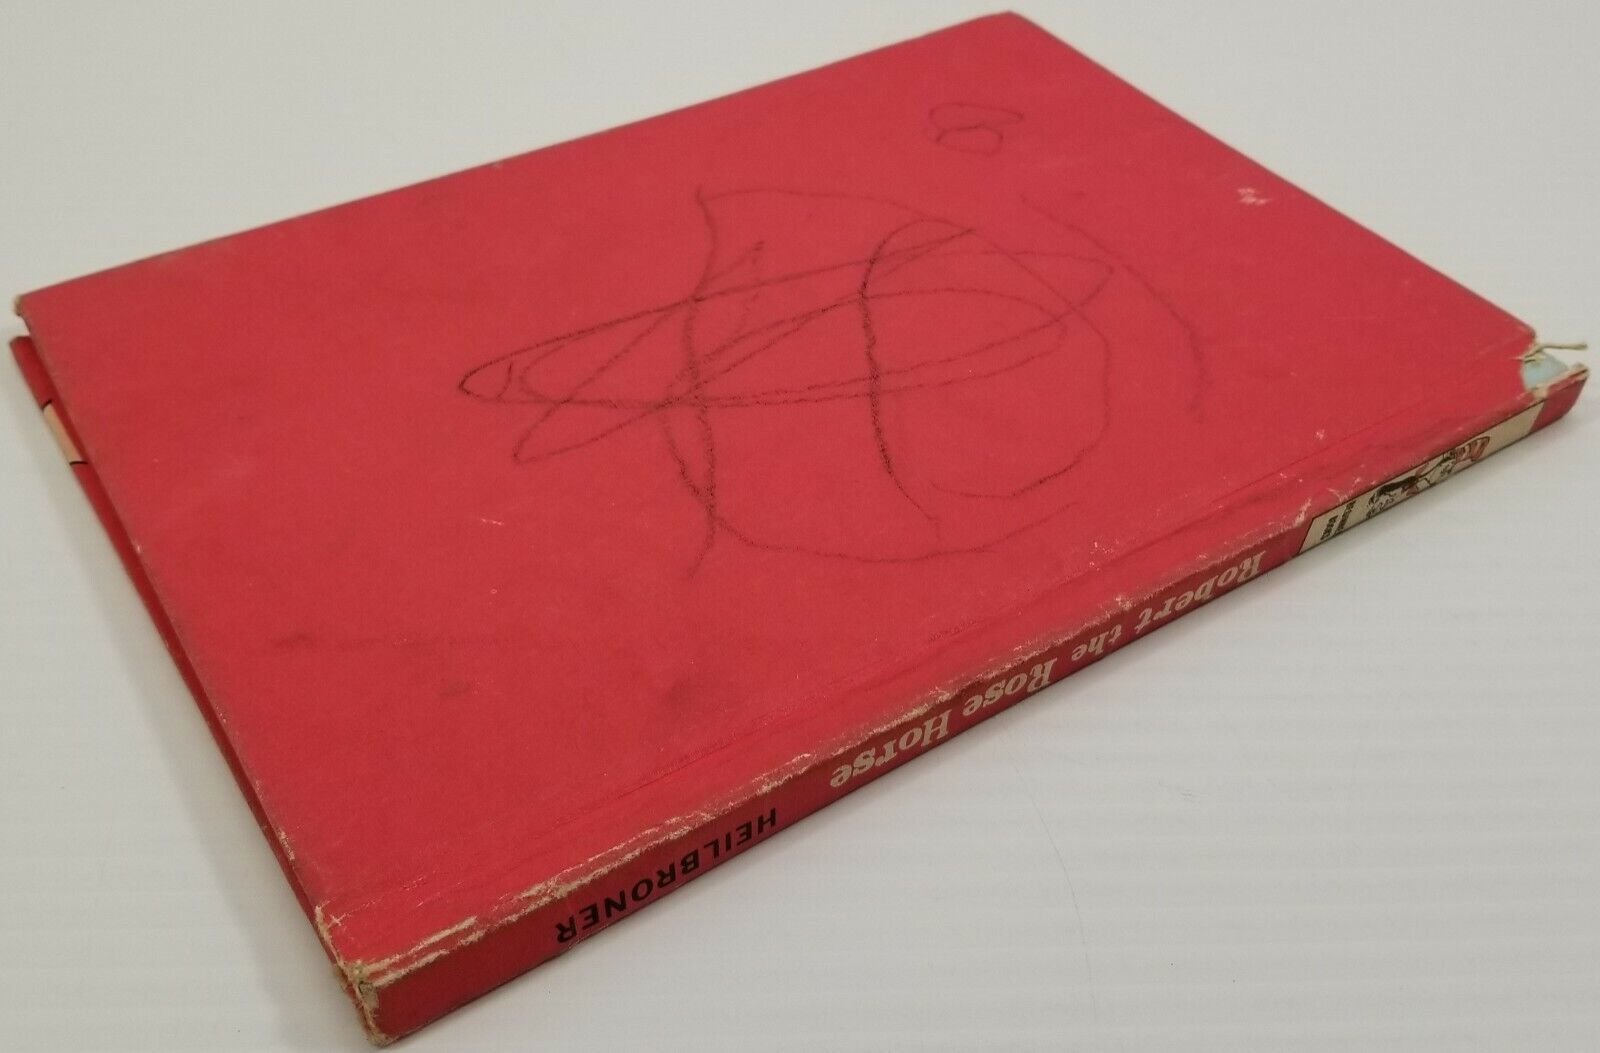 Robert the Rose Horse
HEILBRONER